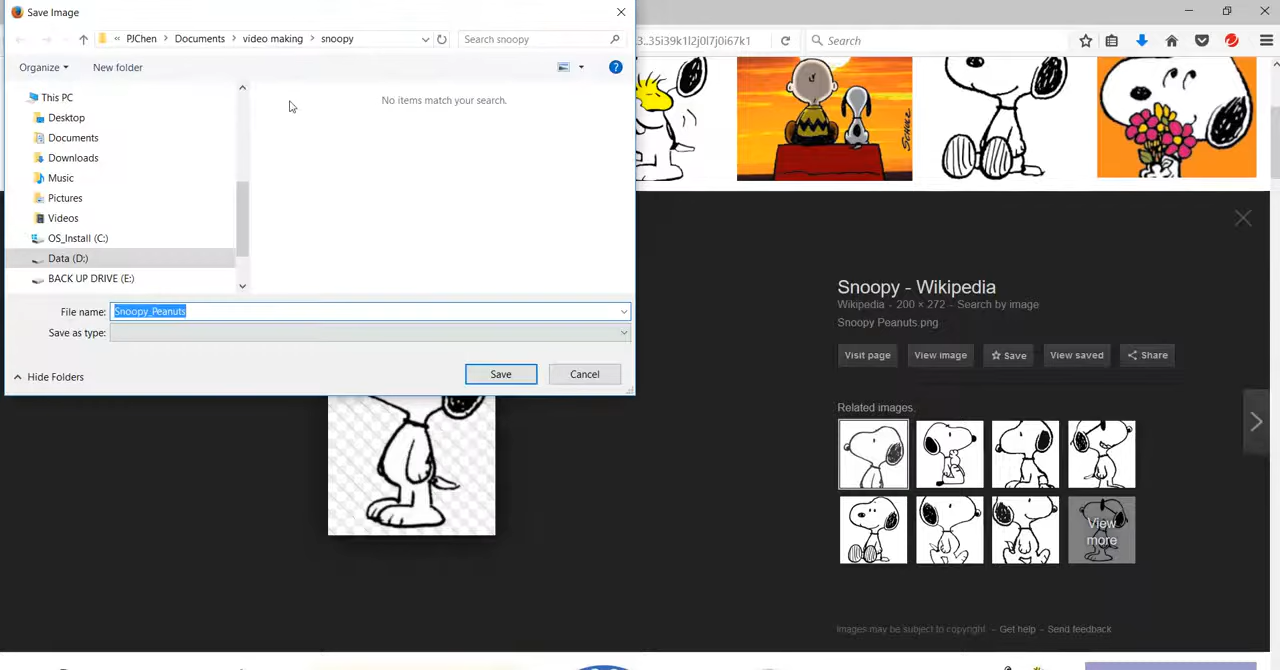 Save Image
« PJChen > Documents > video making > snoopy
Search snoopy
Organize
New folder
This PC
Desktop
Documents
Downloads
Music
Pictures
Videos
OS_Install (C:)
Data (D:)
BACK UP DRIVE (E:)
No items match your search.
File name: Snoopy_Peanuts
Save as type:
Hide Folders
Save
Cancel
3..35i39k1l2j0l7j0i67k1
Search
SCHULZ
Snoopy - Wikipedia
Wikipedia - 200 × 272 - Search by image
Snoopy Peanuts.png
Visit page
View image
Save
View saved
Share
Related images:
View more
Images may be subject to copyright. - Get help - Send feedback